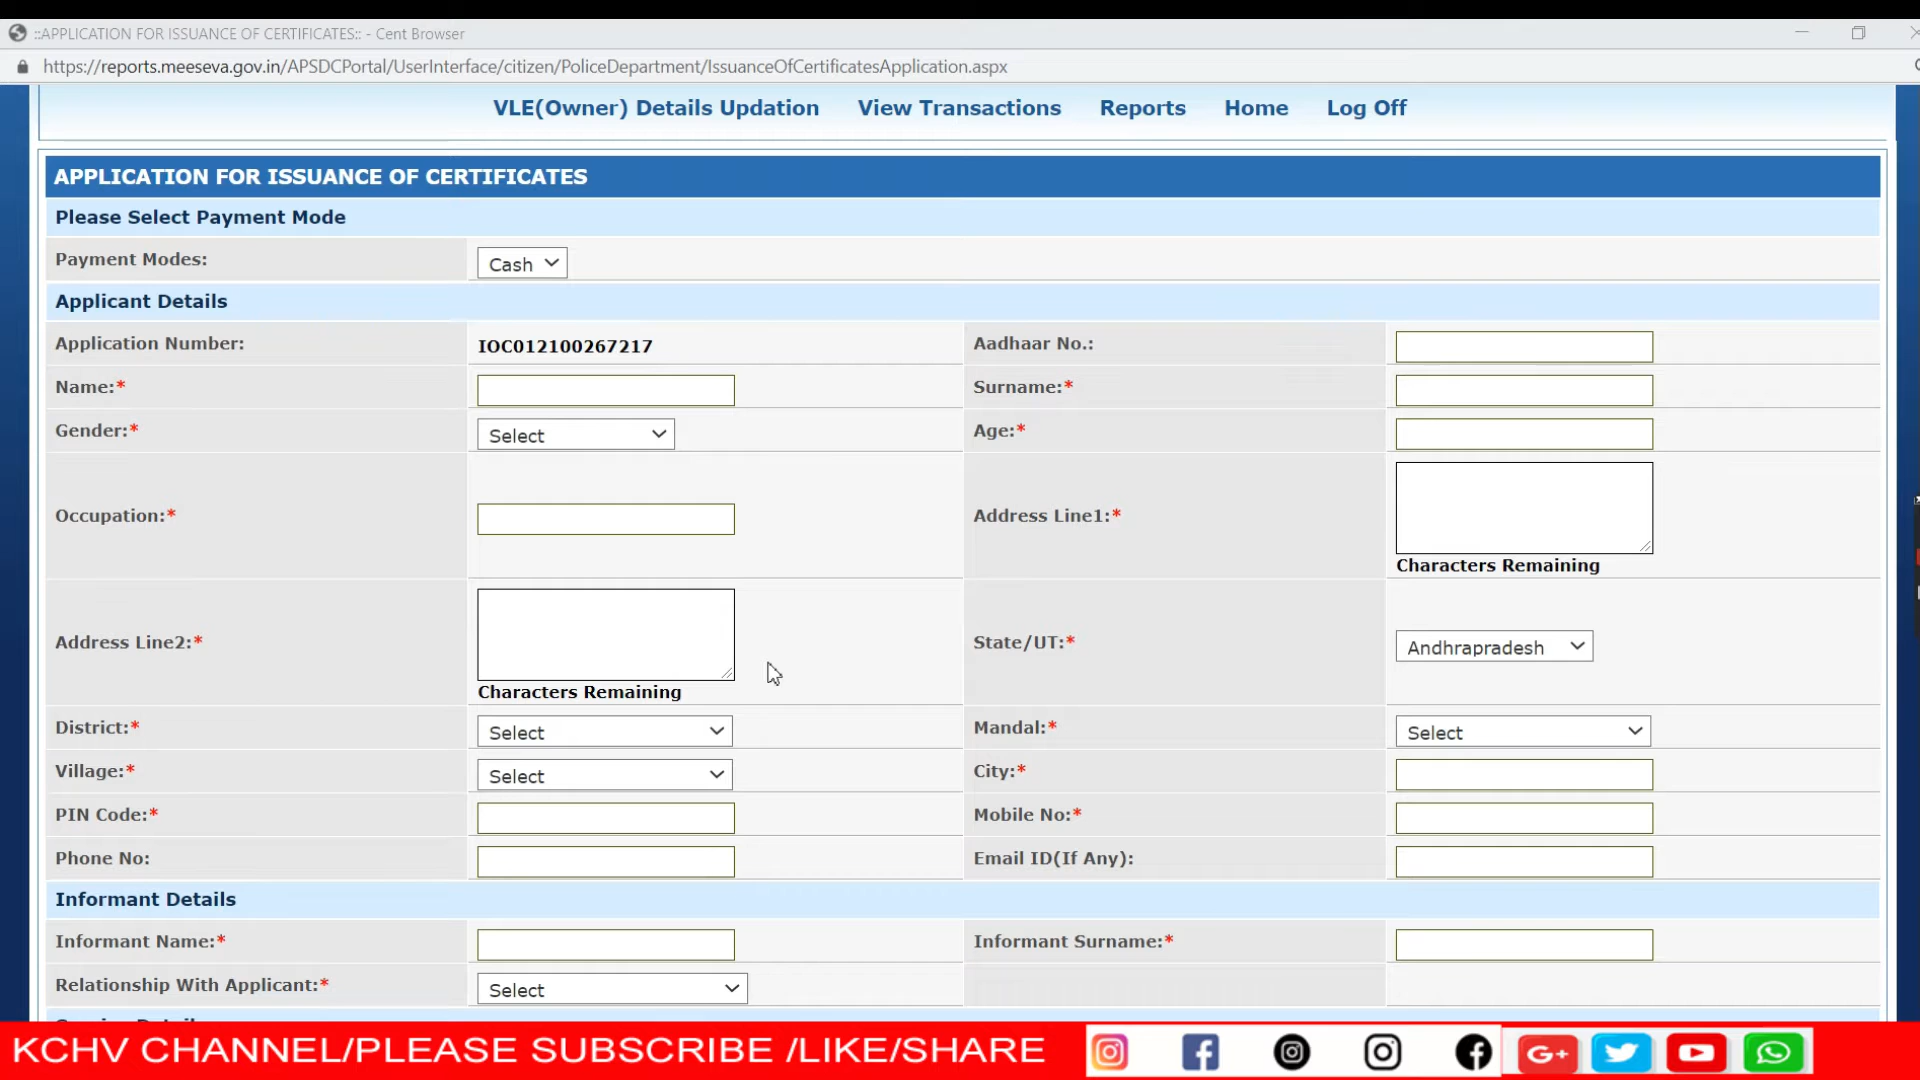 ::APPLICATION FOR ISSUANCE OF CERTIFICATES:: - Cent Browser
https://reports.meeseva.gov.in/APSDCPortal/UserInterface/citizen/PoliceDepartment/IssuanceOfCertificatesApplication.aspx
VLE(Owner) Details Updation View Transactions Reports Home Log Off
APPLICATION FOR ISSUANCE OF CERTIFICATES
Please Select Payment Mode
Payment Modes: Cash
Applicant Details
Application Number: IOC012100267217 Aadhaar No.:
Name:* Surname:*
Gender:* Select Age:*
Occupation:* Address Line1:*
Characters Remaining
Address Line2:* State/UT:* Andhrapradesh
Characters Remaining
District:* Select Mandal:* Select
Village:* Select City:*
PIN Code:* Mobile No:*
Phone No: Email ID(If Any):
Informant Details
Informant Name:* Informant Surname:*
Relationship With Applicant:* Select
KCHV CHANNEL/PLEASE SUBSCRIBE /LIKE/SHARE